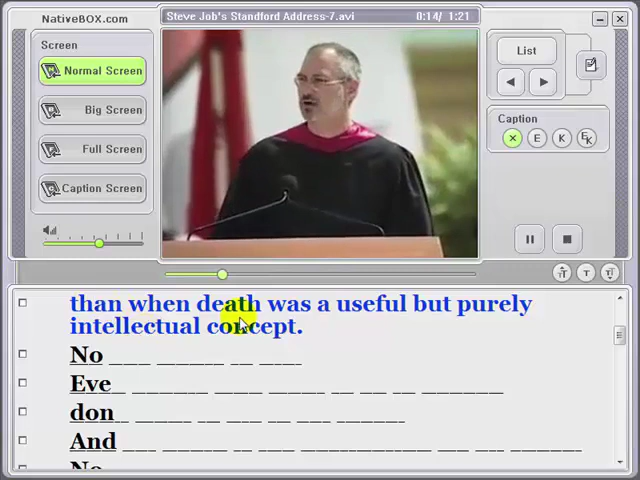 NativeBOX.com
Steve Job's Standford Address-7.avi 0:14/ 1:21
Screen
Normal Screen
Big Screen
Full Screen
Caption Screen
List
Caption
E K EK
T T T
than when death was a useful but purely
intellectual concept.
No
Eve
don
And
No